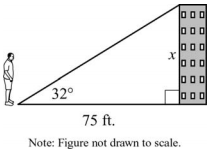 x
32°
75 ft.
Note: Figure not drawn to scale.